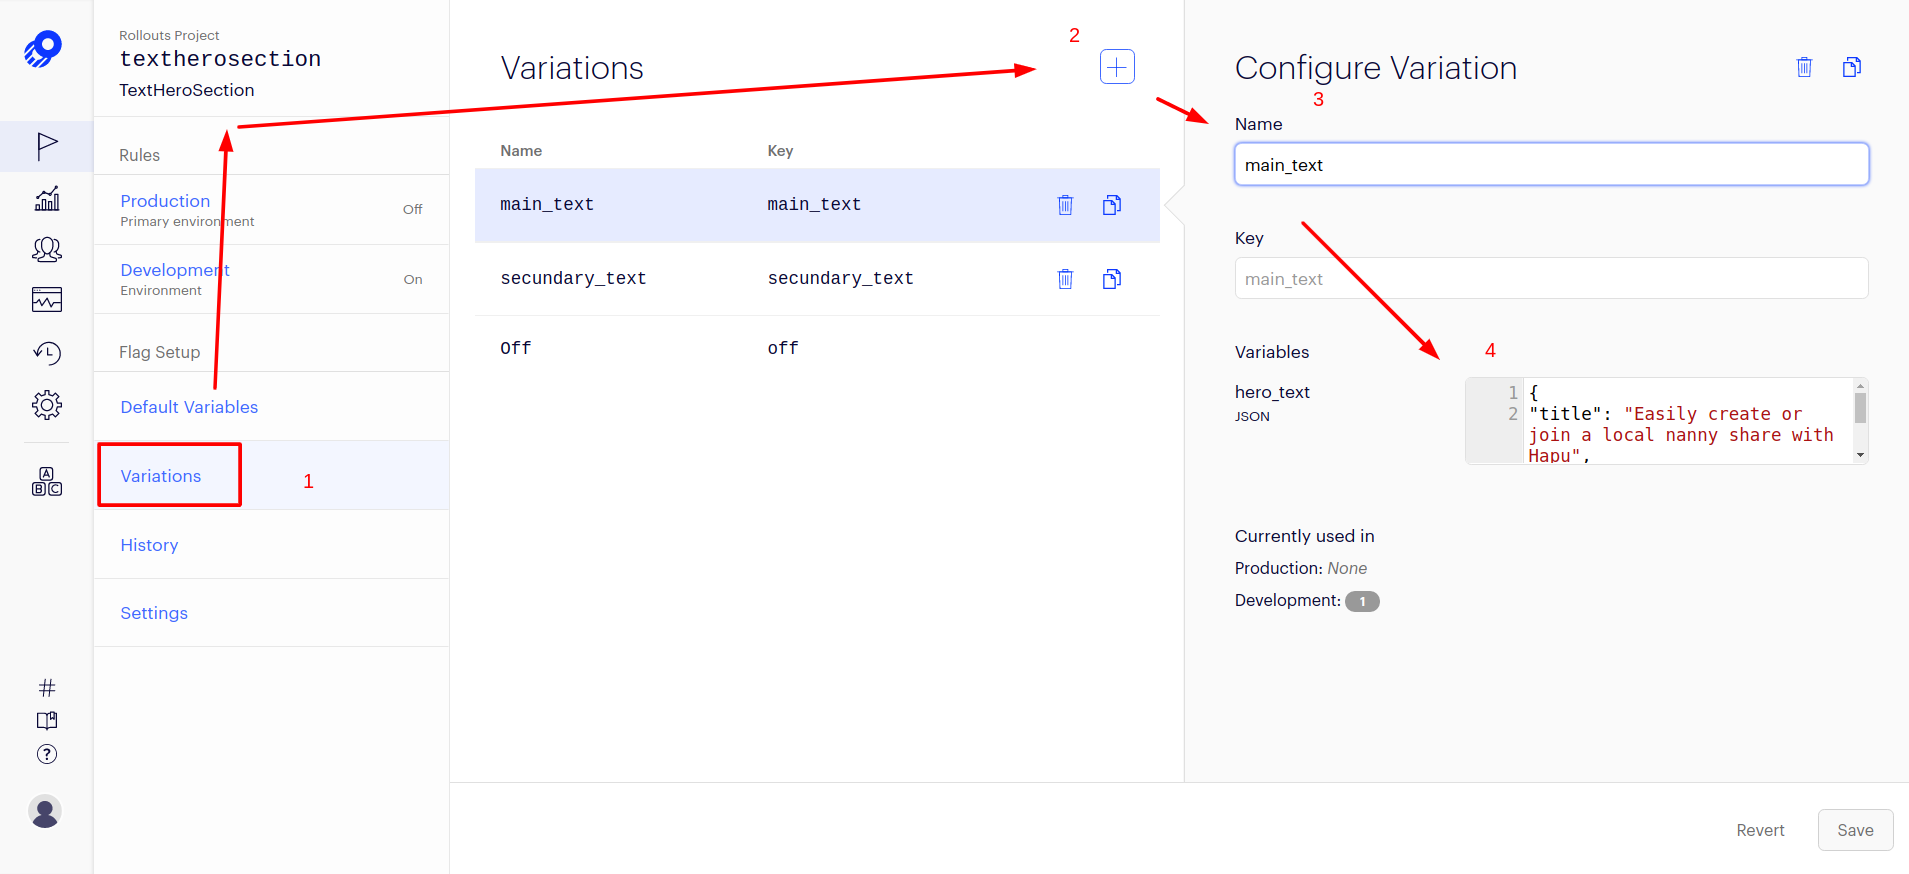 Rollouts Project
textherosection
TextHeroSection
Rules
Production
Primary environment
Off
Development
Environment
On
Flag Setup
Default Variables
Variations
1
History
Settings
#
?
A
B C
Variations
2
Name Key
main_text main_text
secundary_text secundary_text
Off off
Configure Variation
3
Name
main_text
Key
main_text
Variables
4
hero_text
JSON
1 {
2 "title": "Easily create or
join a local nanny share with
Hapu",
Currently used in
Production: None
Development: 1
Revert
Save